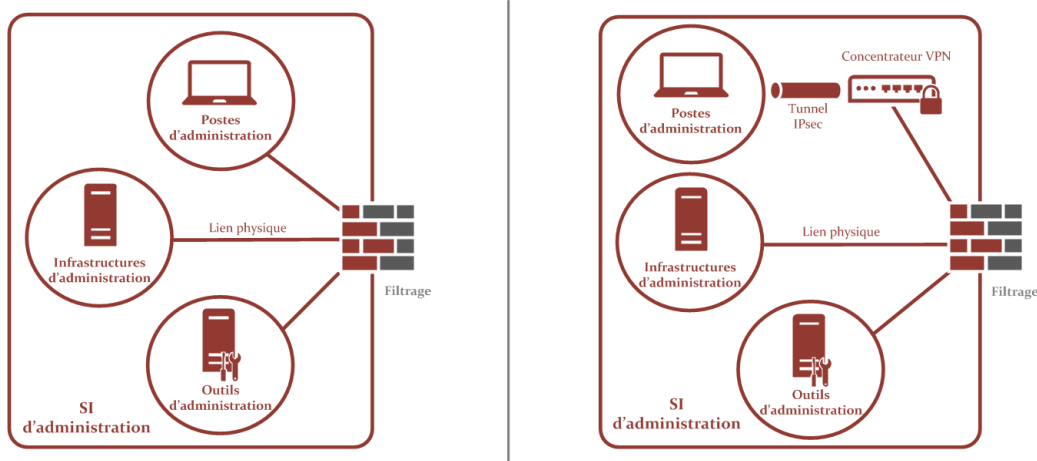 Postes
d'administration
Lien physique
Infrastructures
d'administration
Filtrage
Outils
d'administration
SI
d'administration
Concentrateur VPN
Postes
d'administration
Tunnel
IPsec
Lien physique
Infrastructures
d'administration
Filtrage
Outils
d'administration
SI
d'administration